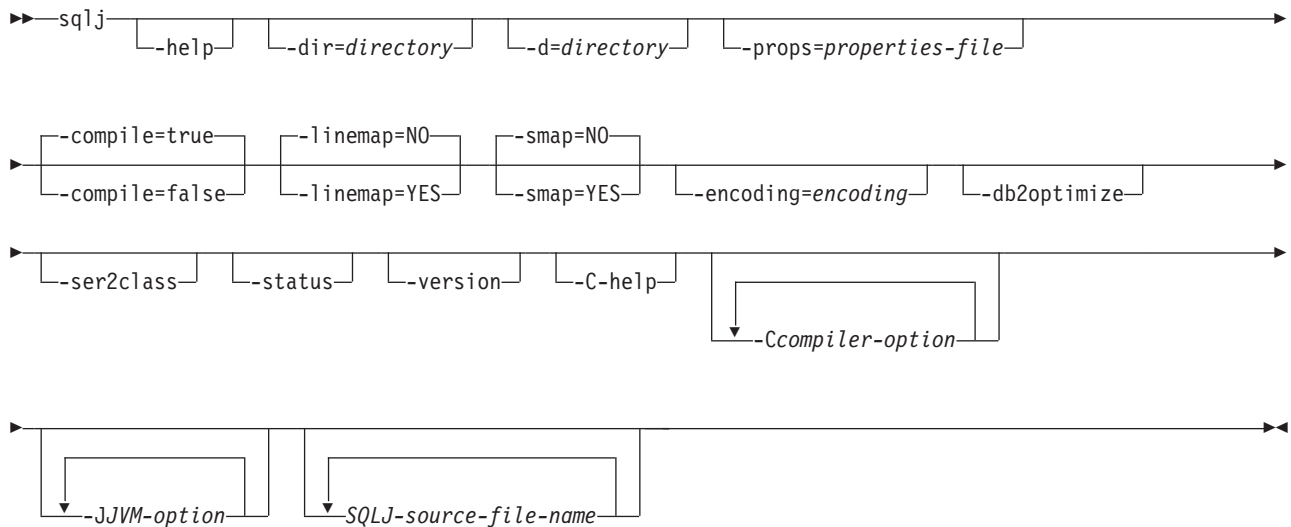 sqlj
-help -dir=directory -d=directory -props=properties-file
-compile=true -linemap=NO -smap=NO
-compile=false -linemap=YES -smap=YES -encoding=encoding -db2optimize
-ser2class -status -version -C-help
-Ccompiler-option
-JJVM-option SQLJ-source-file-name